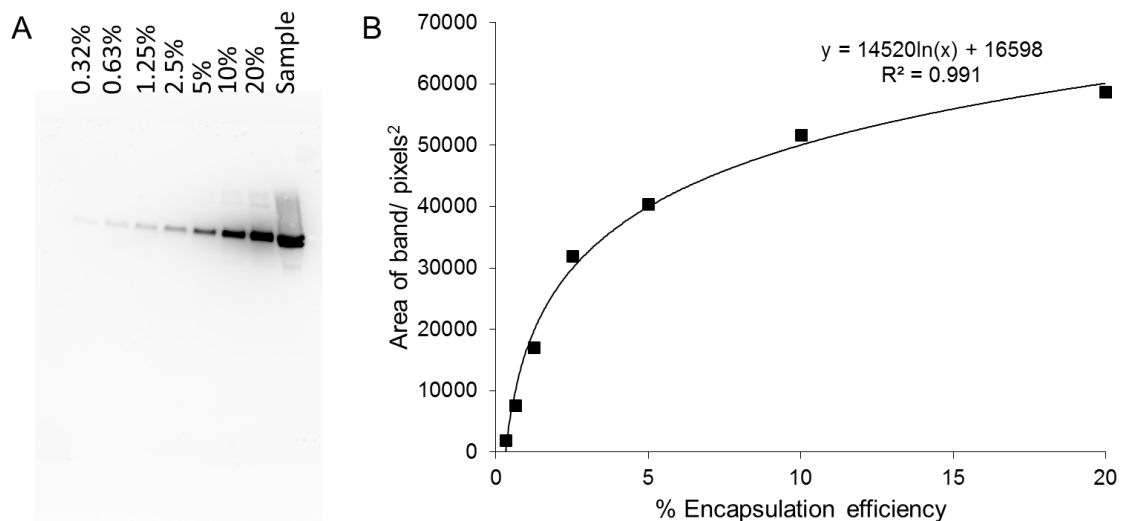 A
0.32%
0.63%
1.25%
2.5%
5%
10%
20%
Sample
B
70000
60000
50000
40000
30000
20000
10000
0
Area of band/ pixels²
y = 14520ln(x) + 16598
R² = 0.991
0 5 10 15 20
% Encapsulation efficiency